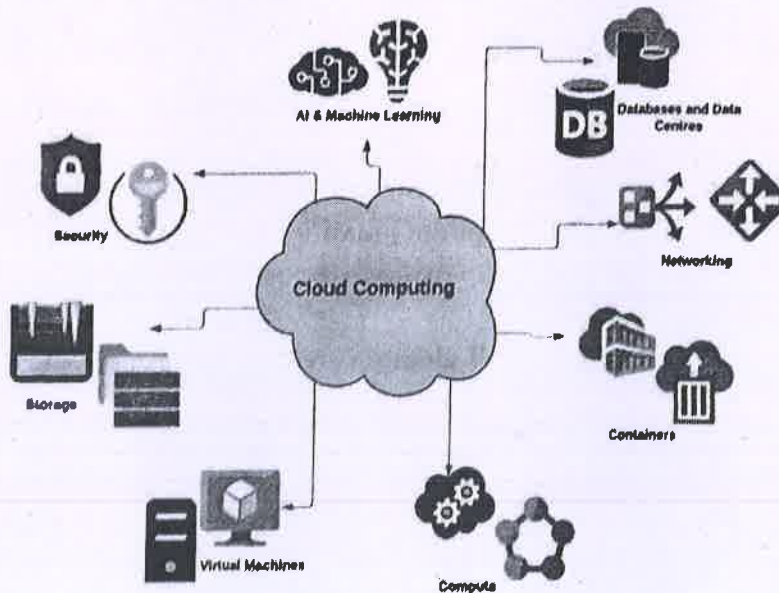 AI & Machine Learning
DB
Databases and Data
Centres
Security
Networking
Cloud Computing
Storage
Containers
Virtual Machines
Compute